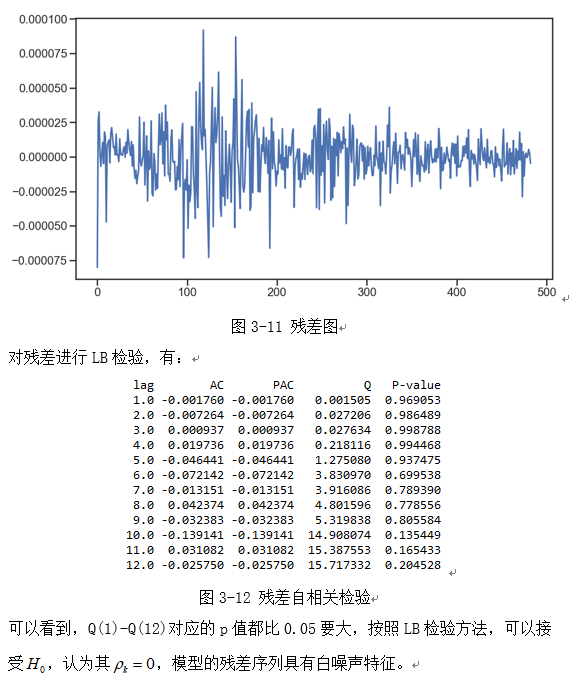 0.000100
0.000075
0.000050
0.000025
0.000000
−0.000025
−0.000050
−0.000075
0 100 200 300 400 500
图 3-11 残差图
对残差进行 LB 检验，有：
lag AC PAC Q P-value
1.0 -0.001760 -0.001760 0.001505 0.969053
2.0 -0.007264 -0.007264 0.027206 0.986489
3.0 0.000937 0.000937 0.027634 0.998788
4.0 0.019736 0.019736 0.218116 0.994468
5.0 -0.046441 -0.046441 1.275080 0.937475
6.0 -0.072142 -0.072142 3.830970 0.699538
7.0 -0.013151 -0.013151 3.916086 0.789390
8.0 0.042374 0.042374 4.801596 0.778556
9.0 -0.032383 -0.032383 5.319838 0.805584
10.0 -0.139141 -0.139141 14.908074 0.135449
11.0 0.031082 0.031082 15.387553 0.165433
12.0 -0.025750 -0.025750 15.717332 0.204528
图 3-12 残差自相关检验
可以看到，Q(1)-Q(12)对应的 p 值都比 0.05 要大，按照 LB 检验方法，可以接
受 H₀，认为其 ρₖ = 0，模型的残差序列具有白噪声特征。